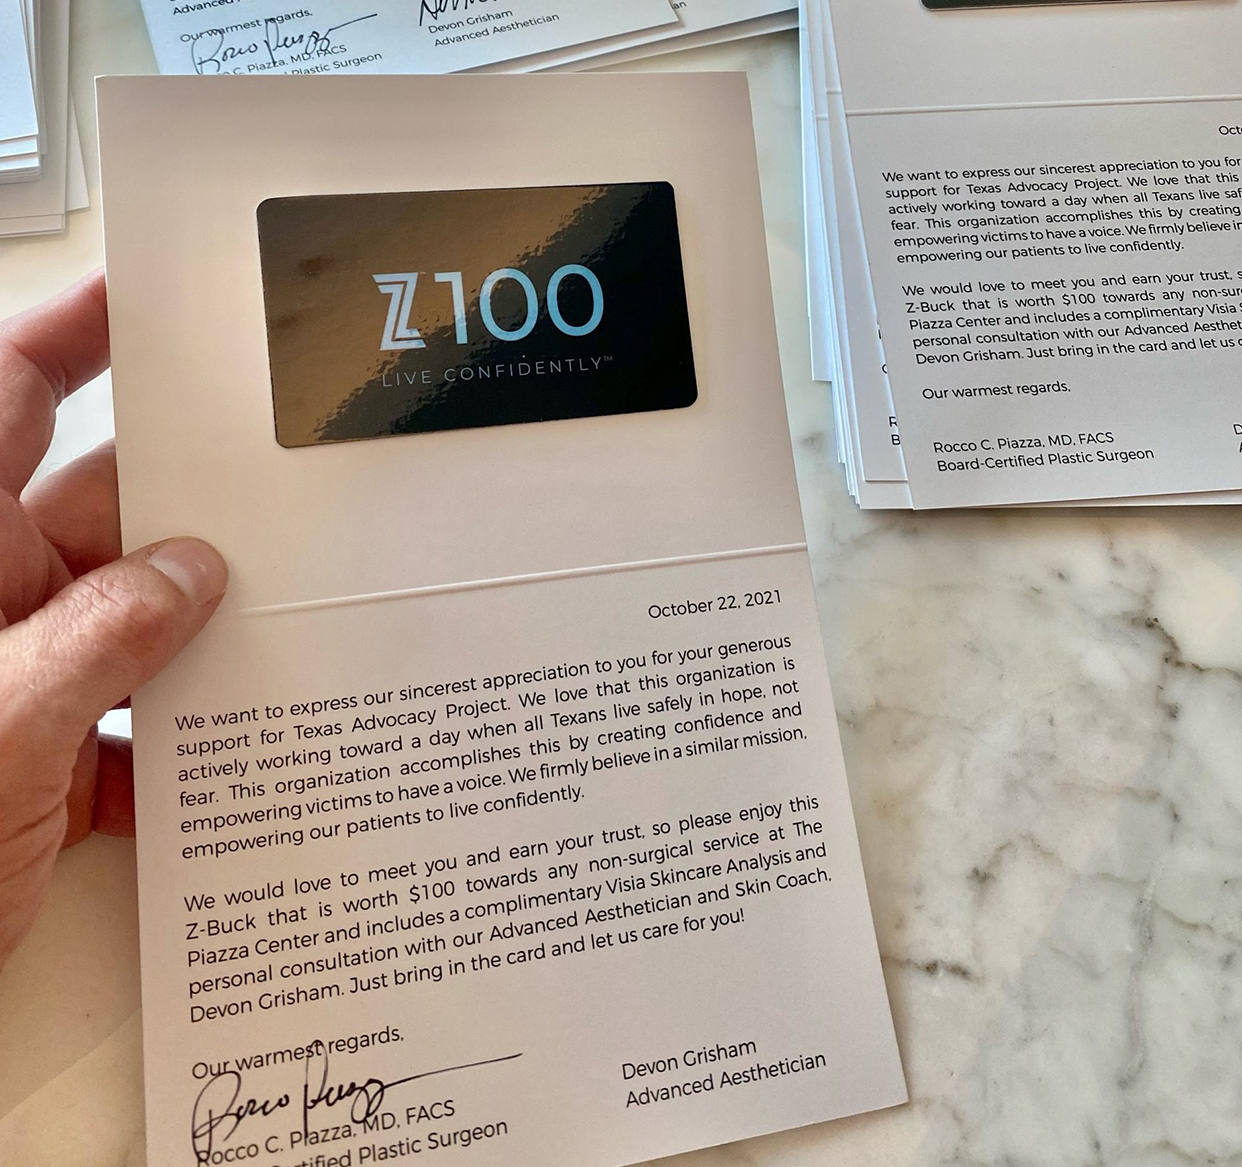 Advanced
Our warmest regards,
C. Piazza, MD, FACS
Plastic Surgeon
Devon Grisham
Advanced Aesthetician
an
Z100
LIVE CONFIDENTLY™
October 22, 2021
We want to express our sincerest appreciation to you for your generous
support for Texas Advocacy Project. We love that this organization is
actively working toward a day when all Texans live safely in hope, not
fear. This organization accomplishes this by creating confidence and
empowering victims to have a voice. We firmly believe in a similar mission,
empowering our patients to live confidently.
We would love to meet you and earn your trust, so please enjoy this
Z-Buck that is worth $100 towards any non-surgical service at The
Piazza Center and includes a complimentary Visia Skincare Analysis and
personal consultation with our Advanced Aesthetician and Skin Coach,
Devon Grisham. Just bring in the card and let us care for you!
Our warmest regards,
Rocco C. Piazza, MD, FACS
tified Plastic Surgeon
Devon Grisham
Advanced Aesthetician
Octo
We want to express our sincerest appreciation to you for
support for Texas Advocacy Project. We love that this
actively working toward a day when all Texans live saf
fear. This organization accomplishes this by creating
empowering victims to have a voice. We firmly believe in
empowering our patients to live confidently.
We would love to meet you and earn your trust, s
Z-Buck that is worth $100 towards any non-sur
Piazza Center and includes a complimentary Visia
personal consultation with our Advanced Aesthet
Devon Grisham. Just bring in the card and let us c
Our warmest regards,
Rocco C. Piazza, MD, FACS
Board-Certified Plastic Surgeon
D
R
B